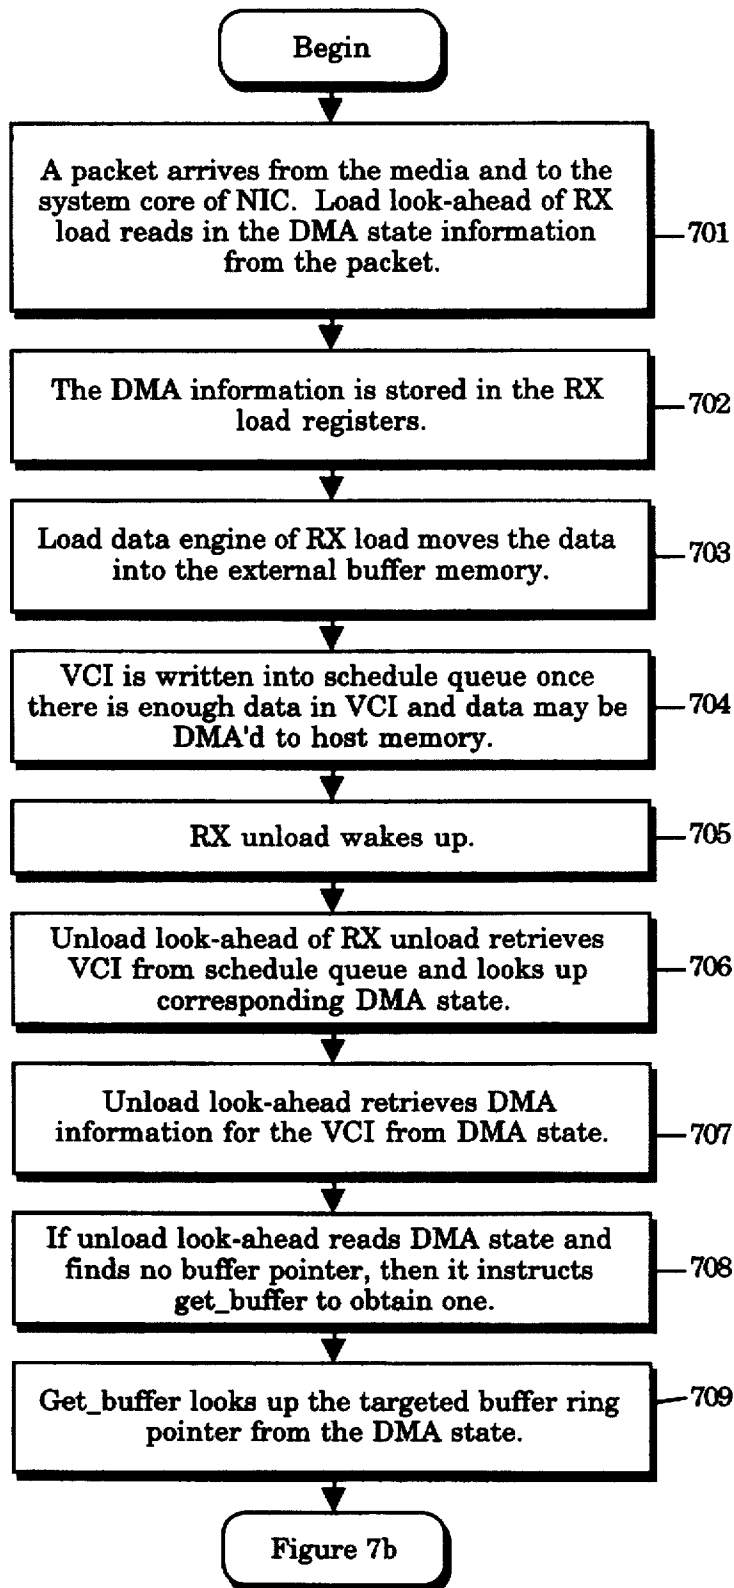 Begin
A packet arrives from the media and to the
system core of NIC. Load look-ahead of RX
load reads in the DMA state information
from the packet.
701
The DMA information is stored in the RX
load registers.
702
Load data engine of RX load moves the data
into the external buffer memory.
703
VCI is written into schedule queue once
there is enough data in VCI and data may be
DMA'd to host memory.
704
RX unload wakes up.
705
Unload look-ahead of RX unload retrieves
VCI from schedule queue and looks up
corresponding DMA state.
706
Unload look-ahead retrieves DMA
information for the VCI from DMA state.
707
If unload look-ahead reads DMA state and
finds no buffer pointer, then it instructs
get_buffer to obtain one.
708
Get_buffer looks up the targeted buffer ring
pointer from the DMA state.
709
Figure 7b